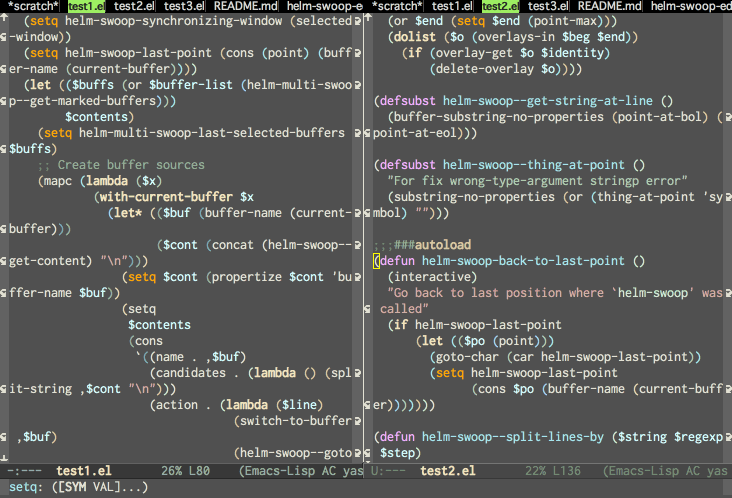 *scratch* test1.el test2.el test3.el README.md helm-swoop-e
helm-swoop-synchronizing-window (selected
-window))
(setq helm-swoop-last-point (cons (point) (buff
er-name (current-buffer))))
(let (($buffs (or $buffer-list (helm-multi-swoo
p--get-marked-buffers)))
$contents)
(setq helm-multi-swoop-last-selected-buffers
$buffs)
;; Create buffer sources
(mapc (lambda ($x)
(with-current-buffer $x
(let* (($buf (buffer-name (current-
buffer)))
($cont (concat (helm-swoop--
get-content) "\n")))
(setq $cont (propertize $cont 'bu
ffer-name $buf))
(setq
$contents
(cons
`((name . ,$buf)
(candidates . (lambda () (spl
it-string ,$cont "\n")))
(action . (lambda ($line)
(switch-to-buffer
,$buf)
(helm-swoop--goto
-:--- test1.el 26% L80 (Emacs-Lisp AC yas
*scratch* test1.el test2.el test3.el README.md helm-swoop-ed
(or $end (setq $end (point-max)))
(dolist ($o (overlays-in $beg $end))
(if (overlay-get $o $identity)
(delete-overlay $o))))
(defsubst helm-swoop--get-string-at-line ()
(buffer-substring-no-properties (point-at-bol) (
point-at-eol)))
(defsubst helm-swoop--thing-at-point ()
"For fix wrong-type-argument stringp error"
(substring-no-properties (or (thing-at-point 'sy
mbol) "")))
;;;###autoload
(defun helm-swoop-back-to-last-point ()
(interactive)
"Go back to last position where `helm-swoop' was
called"
(if helm-swoop-last-point
(let (($po (point)))
(goto-char (car helm-swoop-last-point))
(setq helm-swoop-last-point
(cons $po (buffer-name (current-buff
er)))))))
(defun helm-swoop--split-lines-by ($string $regexp
$step)
U:--- test2.el 22% L136 (Emacs-Lisp AC yas
setq: ([SYM VAL]...)